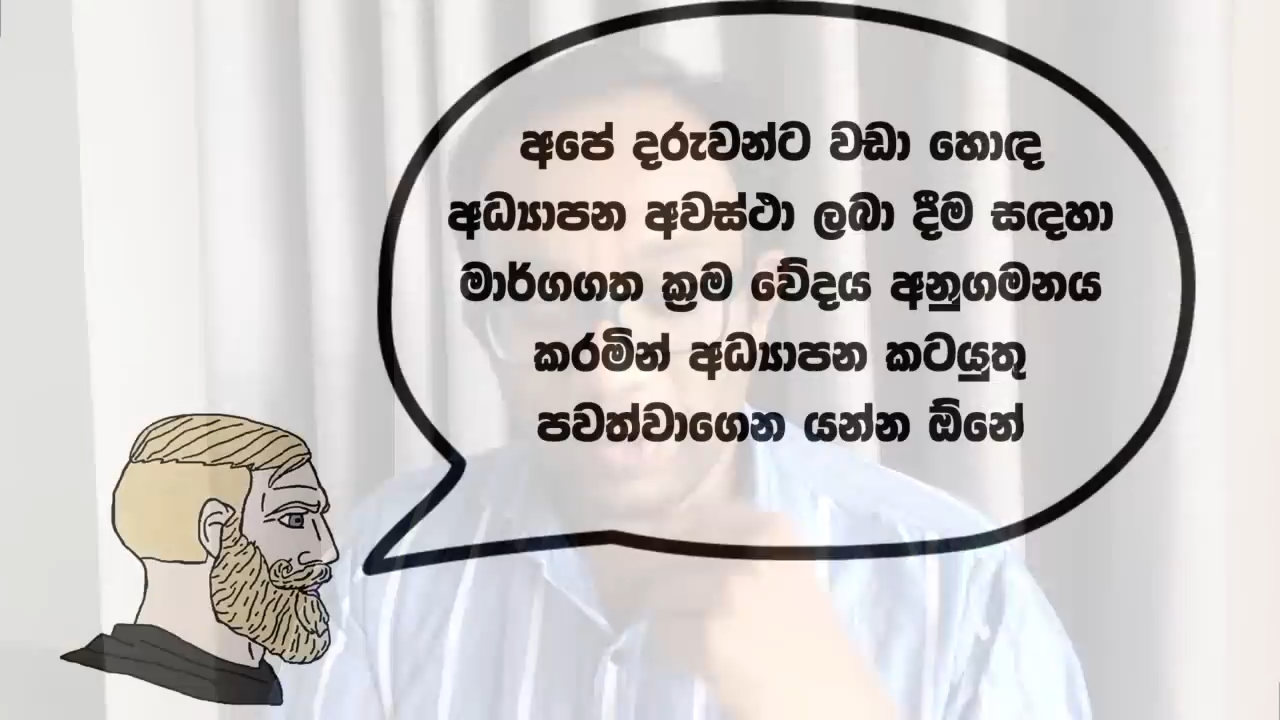 අපේ දරුවන්ට වඩා හොඳ
අධ්‍යාපන අවස්ථා ලබා දීම සඳහා
මාර්ගගත ක්‍රම වේදය අනුගමනය
කරමින් අධ්‍යාපන කටයුතු
පවත්වාගෙන යන්න ඕනේ